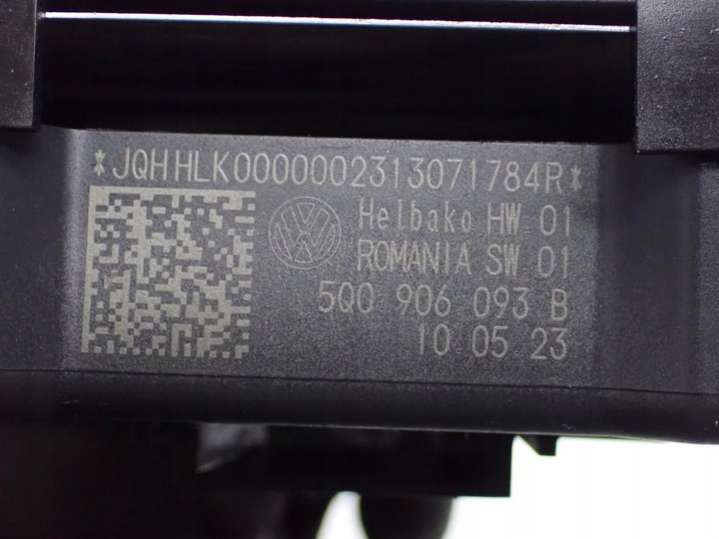 *JQHHLK0000002313071784R*
Helbako HW 01
ROMANIA SW 01
5Q0 906 093 B
10 05 23